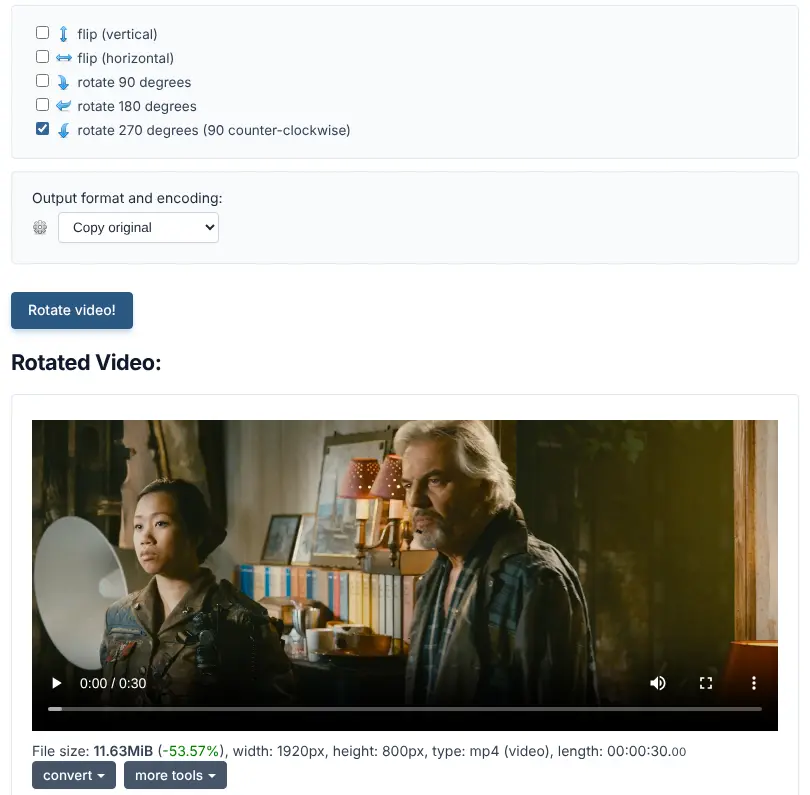 flip (vertical)
flip (horizontal)
rotate 90 degrees
rotate 180 degrees
rotate 270 degrees (90 counter-clockwise)
Output format and encoding:
Copy original
Rotate video!
Rotated Video:
0:00 / 0:30
File size: 11.63MiB (-53.57%), width: 1920px, height: 800px, type: mp4 (video), length: 00:00:30.00
convert
more tools